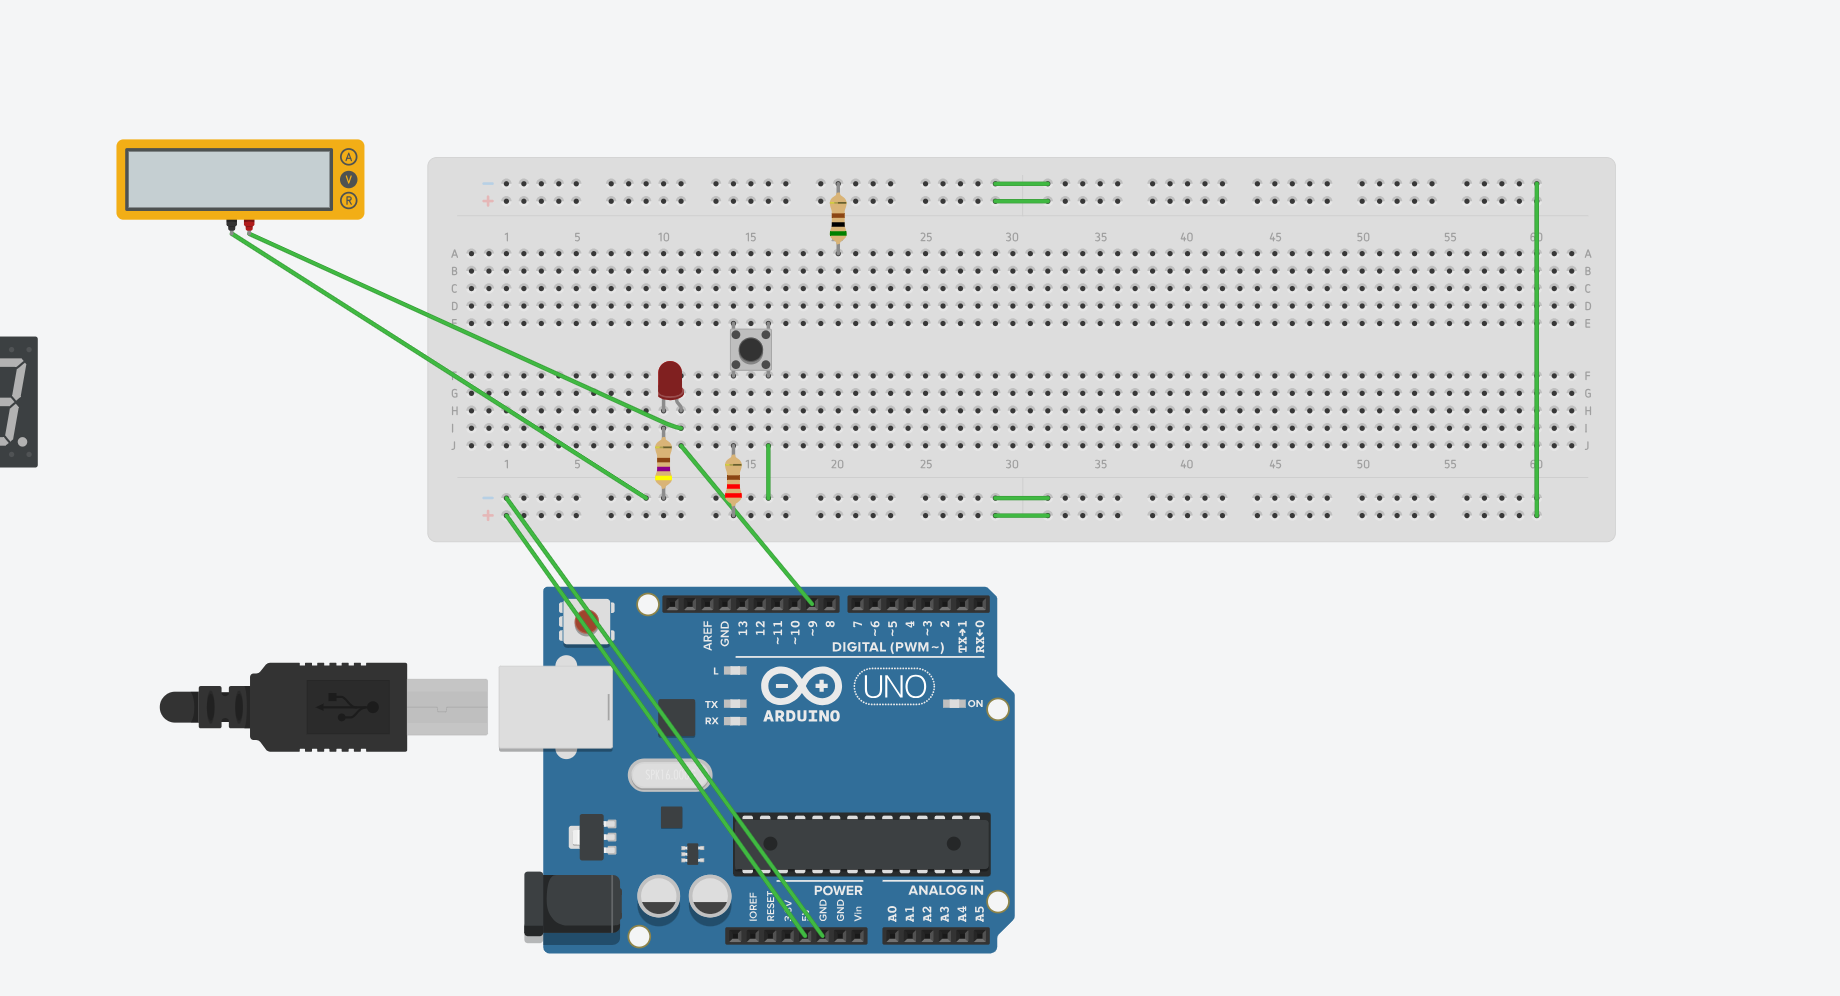 A
V
R
− 
+
1 5 10 15 25 30 35 40 45 50 55 60
A A
B B
C C
D D
E E
F F
G G
H H
I I
J J
1 5 15 20 25 30 35 40 45 50 55 60
−
+
AREF GND 13 12 ~11 ~10 ~9 8 7 ~6 ~5 4 ~3 2 TX→1 RX←0
DIGITAL (PWM~)
L
TX
RX
UNO
ARDUINO
ON
POWER
ANALOG IN
IOREF RESET 3.3V 5V GND GND Vin A0 A1 A2 A3 A4 A5